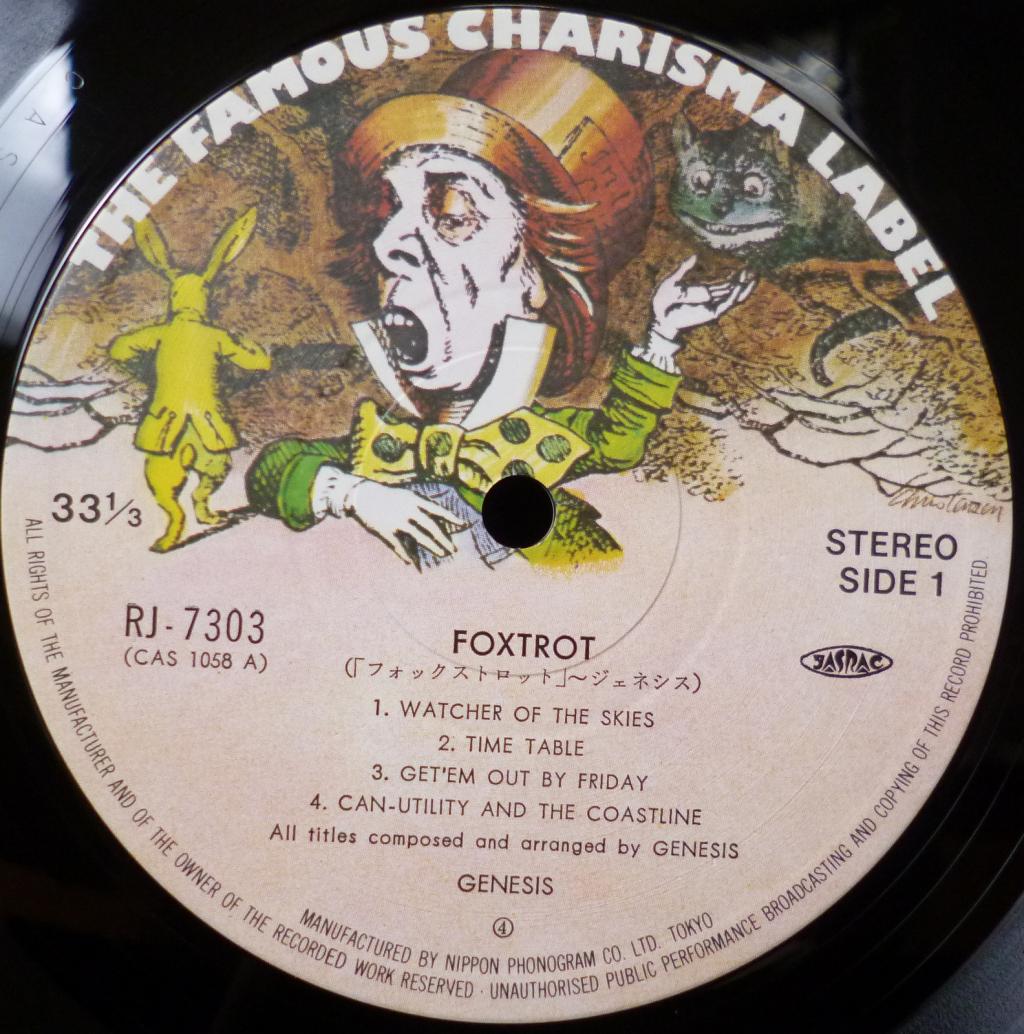 THE FAMOUS CHARISMA LABEL
33⅓
STEREO
SIDE 1
RJ-7303
(CAS 1058 A)
JASRAC
FOXTROT
(「フォックストロット」〜ジェネシス)
1. WATCHER OF THE SKIES
2. TIME TABLE
3. GET'EM OUT BY FRIDAY
4. CAN-UTILITY AND THE COASTLINE
All titles composed and arranged by GENESIS
GENESIS
④
MANUFACTURED BY NIPPON PHONOGRAM CO. LTD. TOKYO
ALL RIGHTS OF THE MANUFACTURER AND OF THE OWNER OF THE RECORDED WORK RESERVED · UNAUTHORISED PUBLIC PERFORMANCE BROADCASTING AND COPYING OF THIS RECORD PROHIBITED.